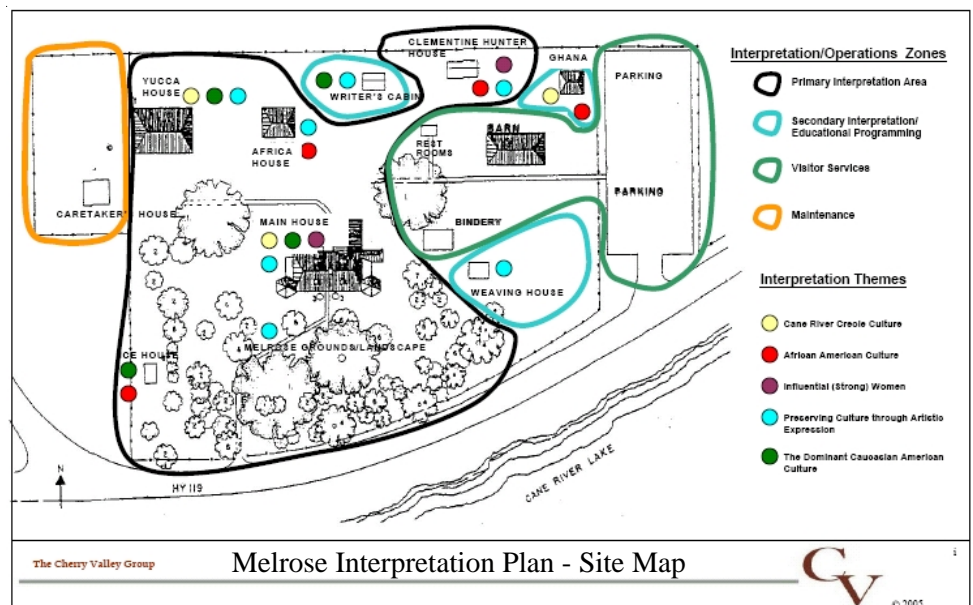 CLEMENTINE HUNTER
HOUSE
GHANA
PARKING
YUCCA
HOUSE
WRITER'S CABIN
BARN
REST
ROOMS
AFRICA
HOUSE
PARKING
CARETAKER'S HOUSE
MAIN HOUSE
BINDERY
WEAVING HOUSE
MELROSE GROUNDS/LANDSCAPE
ICE HOUSE
N
HY 119
CANE RIVER LAKE
Interpretation/Operations Zones
Primary Interpretation Area
Secondary Interpretation/
Educational Programming
Visitor Services
Maintenance
Interpretation Themes
Cane River Creole Culture
African American Culture
Influential (Strong) Women
Preserving Culture through Artistic
Expression
The Dominant Caucasian American
Culture
The Cherry Valley Group
Melrose Interpretation Plan - Site Map
CV
i
© 2005